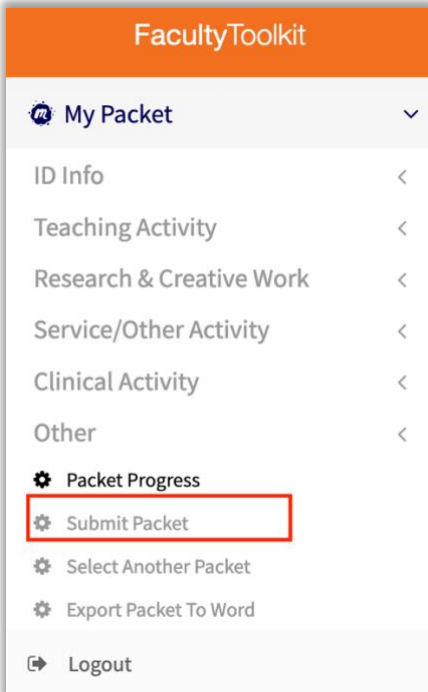 FacultyToolkit
My Packet
ID Info
Teaching Activity
Research & Creative Work
Service/Other Activity
Clinical Activity
Other
Packet Progress
Submit Packet
Select Another Packet
Export Packet To Word
Logout